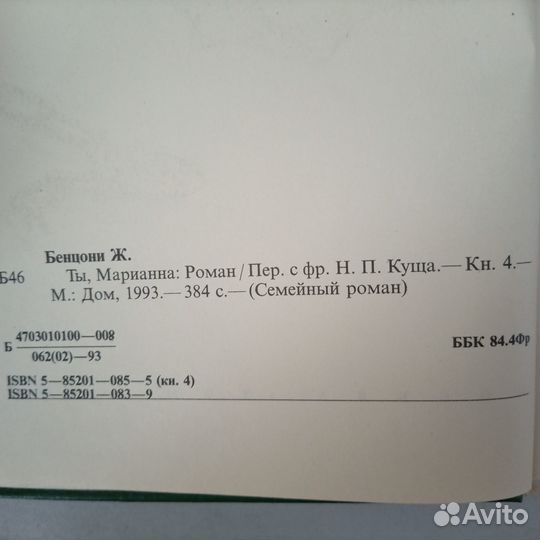 Бенцони Ж.
Б46 Ты, Марианна: Роман/Пер. с фр. Н. П. Куща.— Кн. 4.—
М.: Дом, 1993.— 384 с.— (Семейный роман)
Б 4703010100—008
062(02)—93
ББК 84.4Фр
ISBN 5—85201—085—5 (кн. 4)
ISBN 5—85201—083—9
Avito